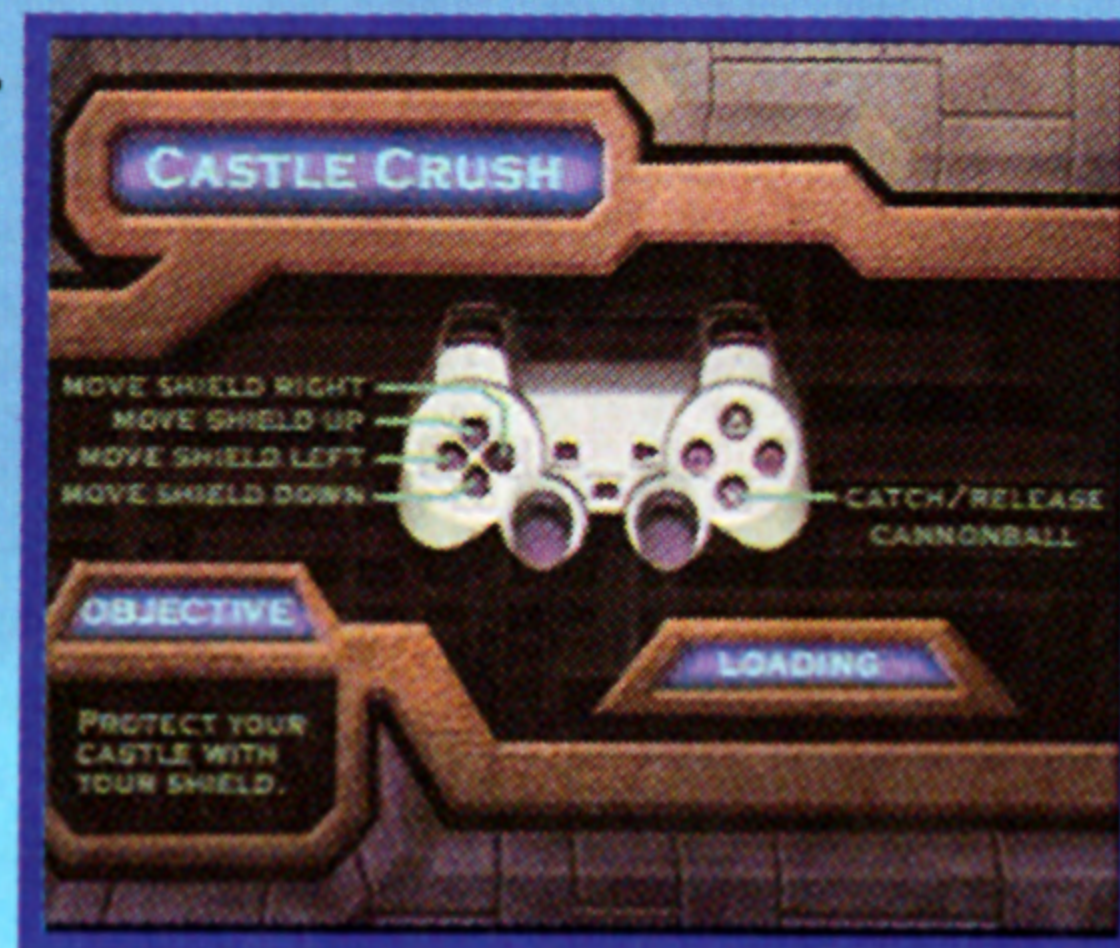 CASTLE CRUSH
MOVE SHIELD RIGHT
MOVE SHIELD UP
MOVE SHIELD LEFT
MOVE SHIELD DOWN
CATCH/RELEASE
CANNONBALL
OBJECTIVE
LOADING
PROTECT YOUR
CASTLE WITH
YOUR SHIELD.